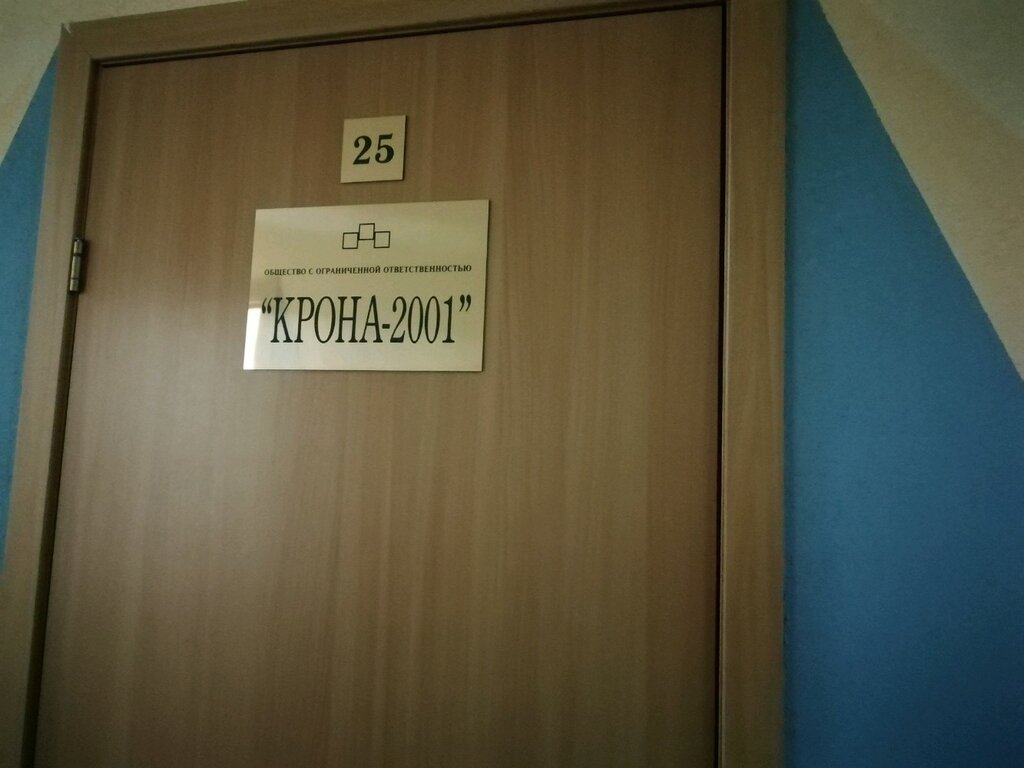 25
ОБЩЕСТВО С ОГРАНИЧЕННОЙ ОТВЕТСТВЕННОСТЬЮ
“КРОНА-2001”